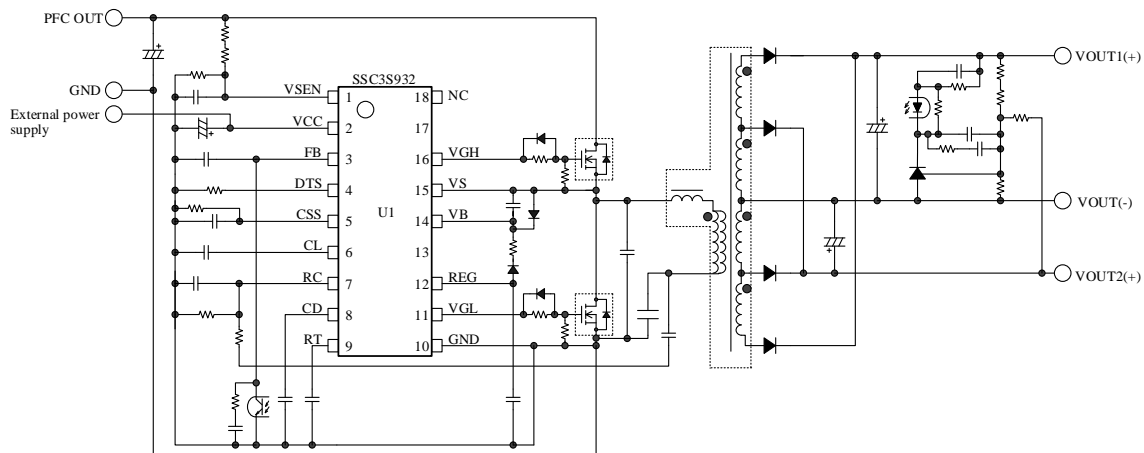 PFC OUT
GND
External power
supply
SSC3S932
U1
VSEN 1
VCC 2
FB 3
DTS 4
CSS 5
CL 6
RC 7
CD 8
RT 9
18 NC
17
16 VGH
15 VS
14 VB
13
12 REG
11 VGL
10 GND
VOUT1(+)
VOUT(-)
VOUT2(+)